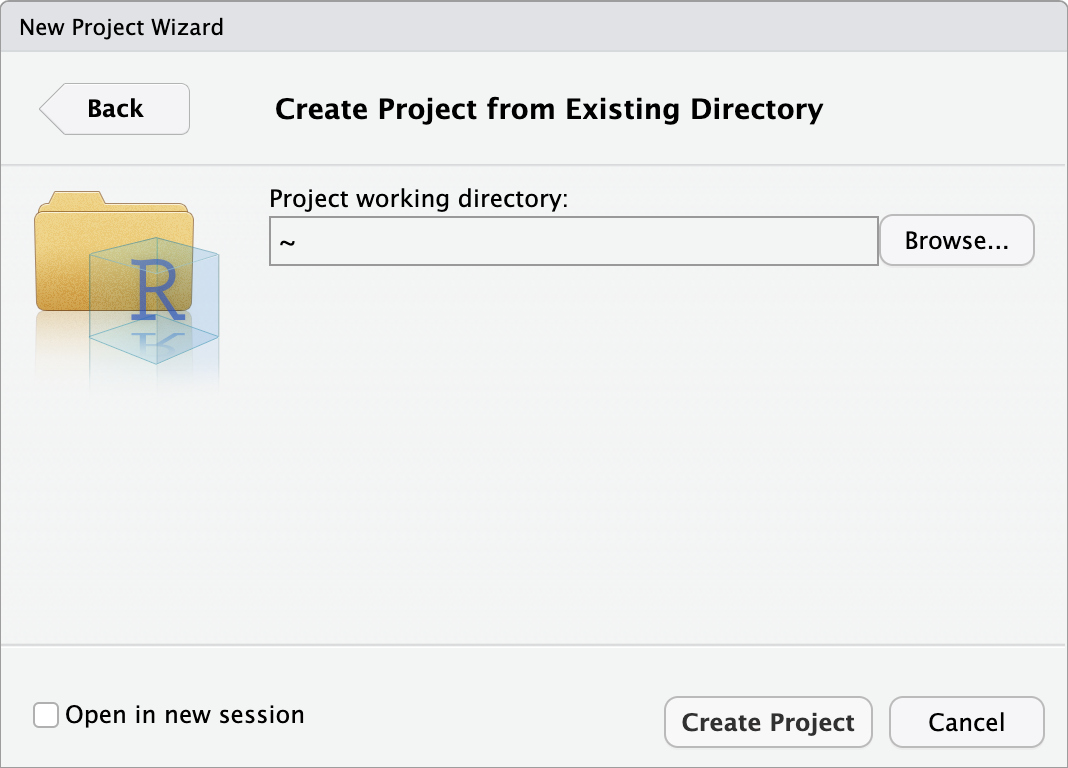 New Project Wizard
Back
Create Project from Existing Directory
Project working directory:
~
Browse...
R
Open in new session
Create Project
Cancel